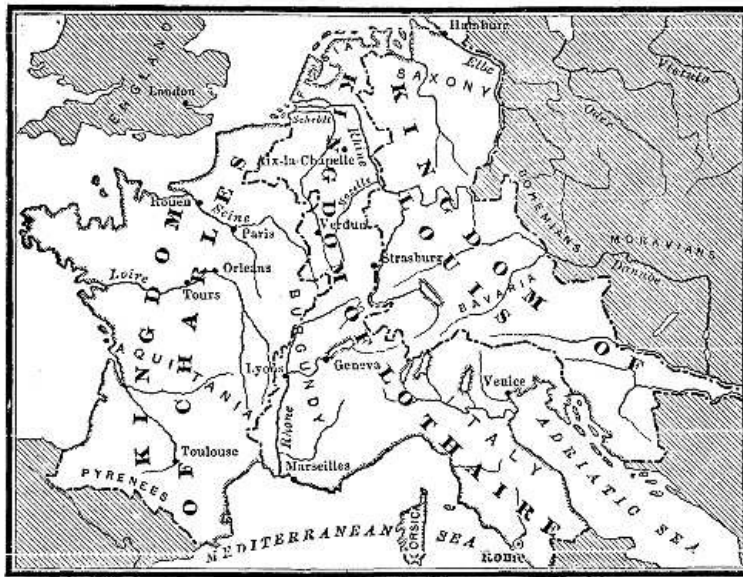 Hamburg
Elbe
Vistula
Oder
ENGLAND
London
SAXONY
Scheldt
Rhine
Aix-la-Chapelle
Moselle
KINGDOM OF CHARLES
KINGDOM OF LOTHAIRE
KINGDOM OF LOUIS
Rouen
Seine
Paris
Verdun
BOHEMIANS
MORAVIANS
Danube
Strasburg
Orleans
Loire
Tours
BAVARIA
BURGUNDY
AQUITANIA
Lyons
Geneva
Venice
Rhone
ITALY
ADRIATIC SEA
Toulouse
Marseilles
PYRENEES
MEDITERRANEAN SEA
CORSICA
Rome